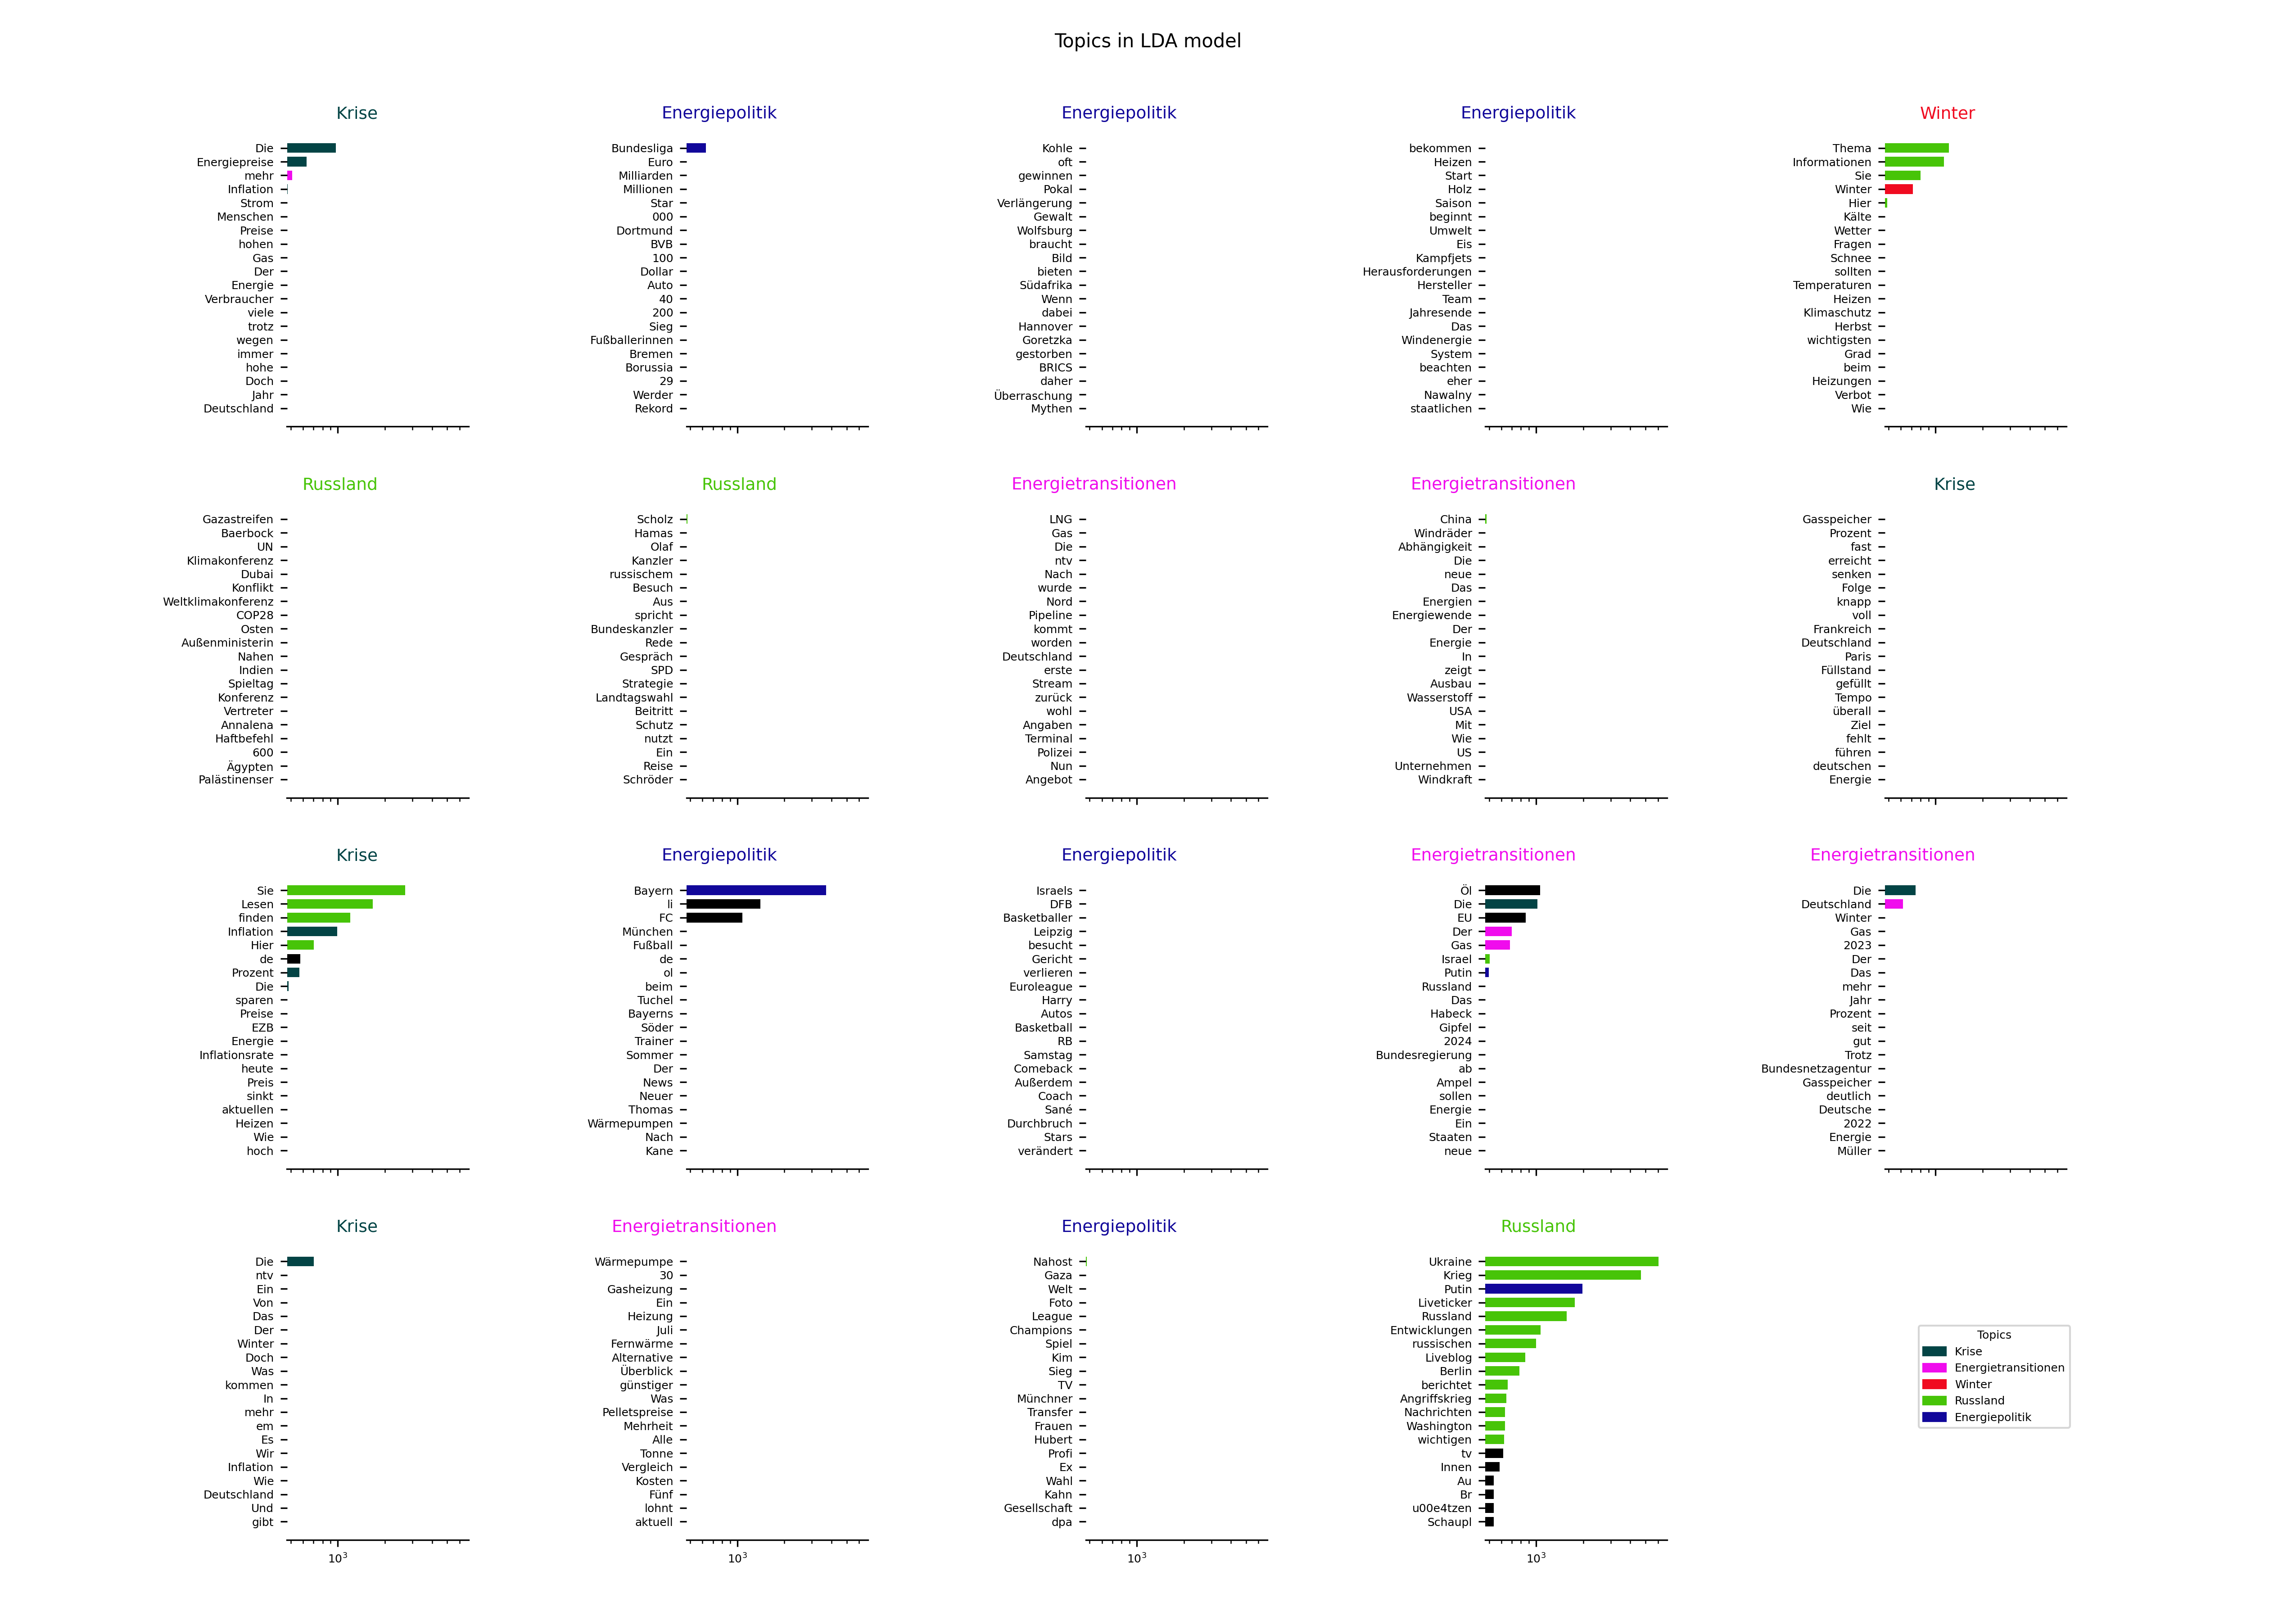 Topics in LDA model
Krise
Die
Energiepreise
mehr
Inflation
Strom
Menschen
Preise
hohen
Gas
Der
Energie
Verbraucher
viele
trotz
wegen
immer
hohe
Doch
Jahr
Deutschland
Energiepolitik
Bundesliga
Euro
Milliarden
Millionen
Star
000
Dortmund
BVB
100
Dollar
Auto
40
200
Sieg
Fußballerinnen
Bremen
Borussia
29
Werder
Rekord
Energiepolitik
Kohle
oft
gewinnen
Pokal
Verlängerung
Gewalt
Wolfsburg
braucht
Bild
bieten
Südafrika
Wenn
dabei
Hannover
Goretzka
gestorben
BRICS
daher
Überraschung
Mythen
Energiepolitik
bekommen
Heizen
Start
Holz
Saison
beginnt
Umwelt
Eis
Kampfjets
Herausforderungen
Hersteller
Team
Jahresende
Das
Windenergie
System
beachten
eher
Nawalny
staatlichen
Winter
Thema
Informationen
Sie
Winter
Hier
Kälte
Wetter
Fragen
Schnee
sollten
Temperaturen
Heizen
Klimaschutz
Herbst
wichtigsten
Grad
beim
Heizungen
Verbot
Wie
Russland
Gazastreifen
Baerbock
UN
Klimakonferenz
Dubai
Konflikt
Weltklimakonferenz
COP28
Osten
Außenministerin
Nahen
Indien
Spieltag
Konferenz
Vertreter
Annalena
Haftbefehl
600
Ägypten
Palästinenser
Russland
Scholz
Hamas
Olaf
Kanzler
russischem
Besuch
Aus
spricht
Bundeskanzler
Rede
Gespräch
SPD
Strategie
Landtagswahl
Beitritt
Schutz
nutzt
Ein
Reise
Schröder
Energietransitionen
LNG
Gas
Die
ntv
Nach
wurde
Nord
Pipeline
kommt
worden
Deutschland
erste
Stream
zurück
wohl
Angaben
Terminal
Polizei
Nun
Angebot
Energietransitionen
China
Windräder
Abhängigkeit
Die
neue
Das
Energien
Energiewende
Der
Energie
In
zeigt
Ausbau
Wasserstoff
USA
Mit
Wie
US
Unternehmen
Windkraft
Krise
Gasspeicher
Prozent
fast
erreicht
senken
Folge
knapp
voll
Frankreich
Deutschland
Paris
Füllstand
gefüllt
Tempo
überall
Ziel
fehlt
führen
deutschen
Energie
Krise
Sie
Lesen
finden
Inflation
Hier
de
Prozent
Die
sparen
Preise
EZB
Energie
Inflationsrate
heute
Preis
sinkt
aktuellen
Heizen
Wie
hoch
Energiepolitik
Bayern
li
FC
München
Fußball
de
ol
beim
Tuchel
Bayerns
Söder
Trainer
Sommer
Der
News
Neuer
Thomas
Wärmepumpen
Nach
Kane
Energiepolitik
Israels
DFB
Basketballer
Leipzig
besucht
Gericht
verlieren
Euroleague
Harry
Autos
Basketball
RB
Samstag
Comeback
Außerdem
Coach
Sané
Durchbruch
Stars
verändert
Energietransitionen
Öl
Die
EU
Der
Gas
Israel
Putin
Russland
Das
Habeck
Gipfel
2024
Bundesregierung
ab
Ampel
sollen
Energie
Ein
Staaten
neue
Energietransitionen
Die
Deutschland
Winter
Gas
2023
Der
Das
mehr
Jahr
Prozent
seit
gut
Trotz
Bundesnetzagentur
Gasspeicher
deutlich
Deutsche
2022
Energie
Müller
Krise
Die
ntv
Ein
Von
Das
Der
Winter
Doch
Was
kommen
In
mehr
em
Es
Wir
Inflation
Wie
Deutschland
Und
gibt
10³
Energietransitionen
Wärmepumpe
30
Gasheizung
Ein
Heizung
Juli
Fernwärme
Alternative
Überblick
günstiger
Was
Pelletspreise
Mehrheit
Alle
Tonne
Vergleich
Kosten
Fünf
lohnt
aktuell
10³
Energiepolitik
Nahost
Gaza
Welt
Foto
League
Champions
Spiel
Kim
Sieg
TV
Münchner
Transfer
Frauen
Hubert
Profi
Ex
Wahl
Kahn
Gesellschaft
dpa
10³
Russland
Ukraine
Krieg
Putin
Liveticker
Russland
Entwicklungen
russischen
Liveblog
Berlin
berichtet
Angriffskrieg
Nachrichten
Washington
wichtigen
tv
Innen
Au
Br
u00e4tzen
Schaupl
10³
Topics
Krise
Energietransitionen
Winter
Russland
Energiepolitik